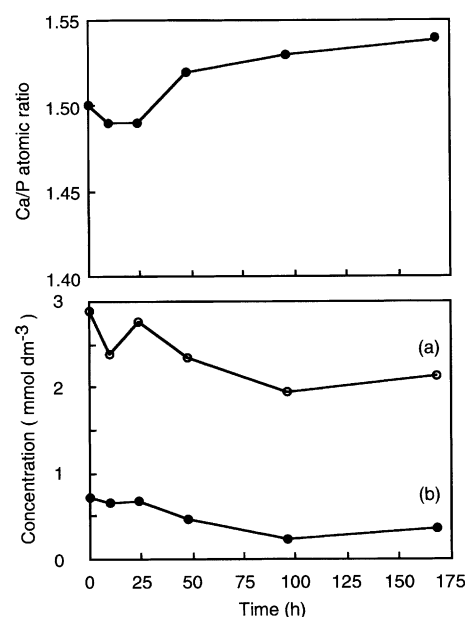 1.55
1.50
1.45
1.40
Ca/P atomic ratio
3
2
1
0
Concentration ( mmol dm-3 )
(a)
(b)
0 25 50 75 100 125 150 175
Time (h)